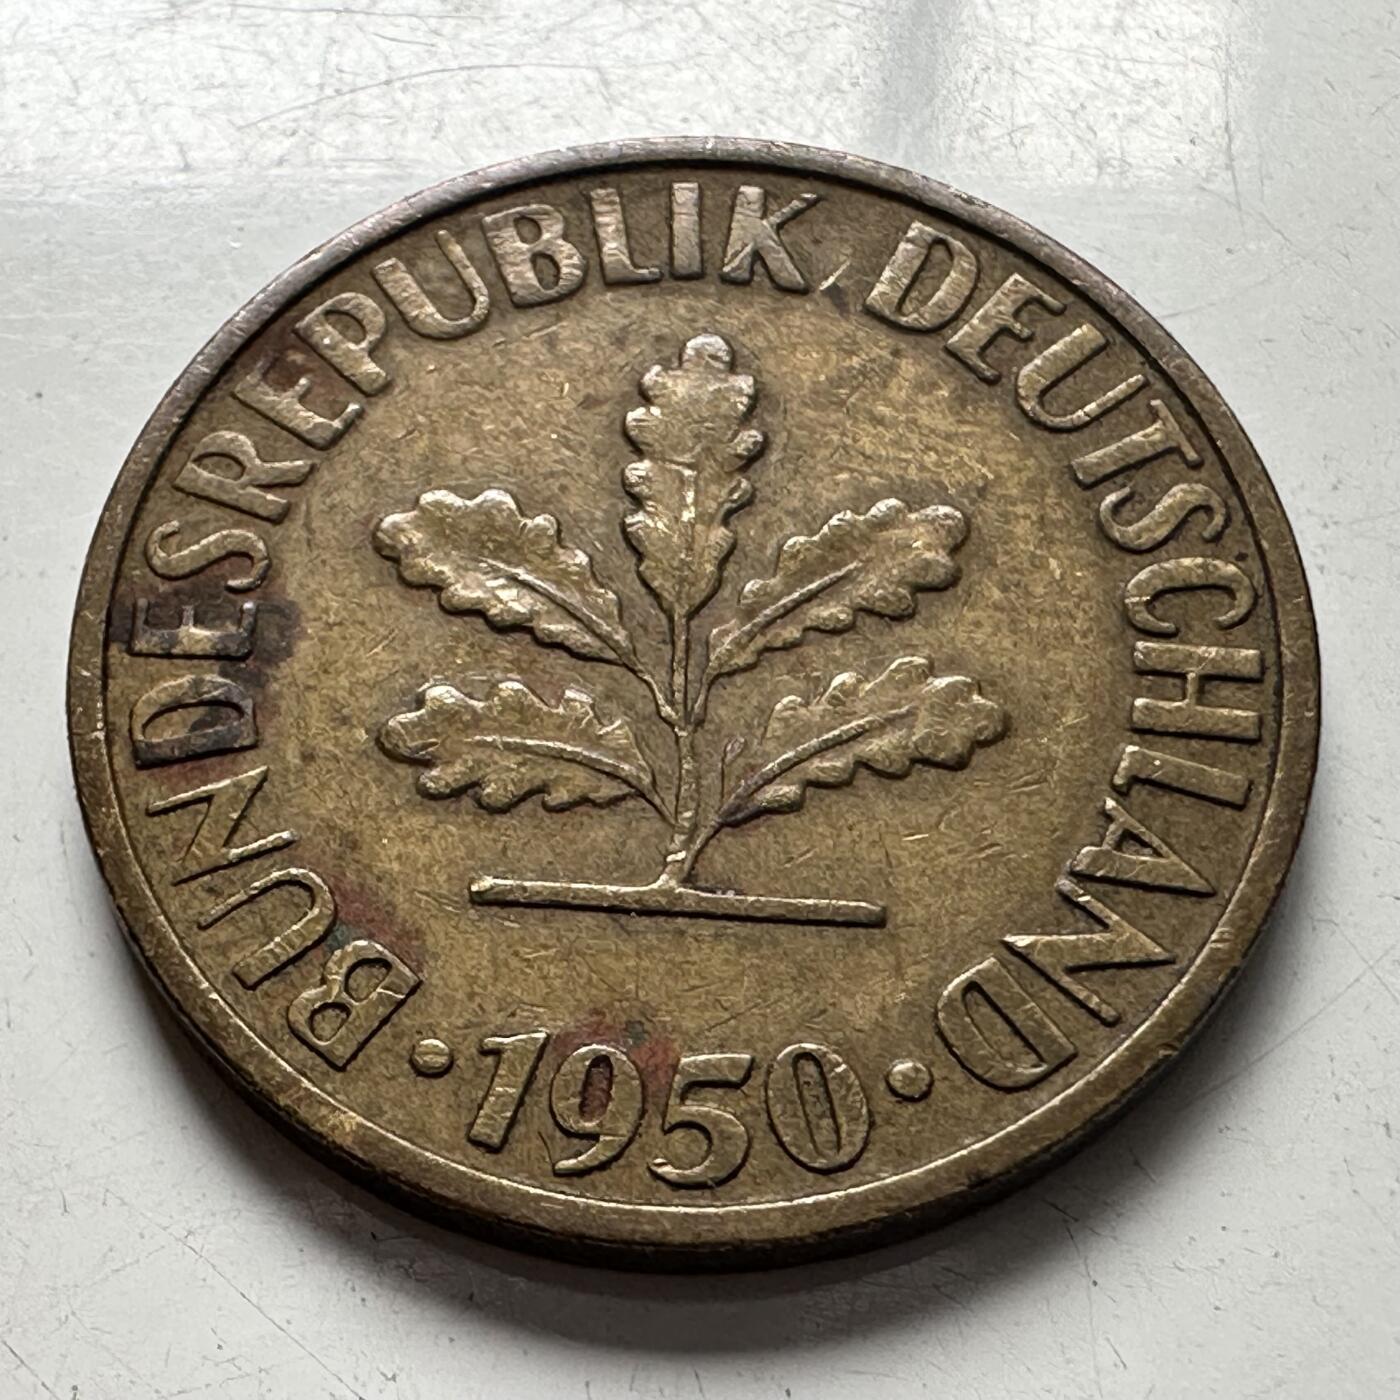 BUNDESREPUBLIK DEUTSCHLAND
• 1950 •